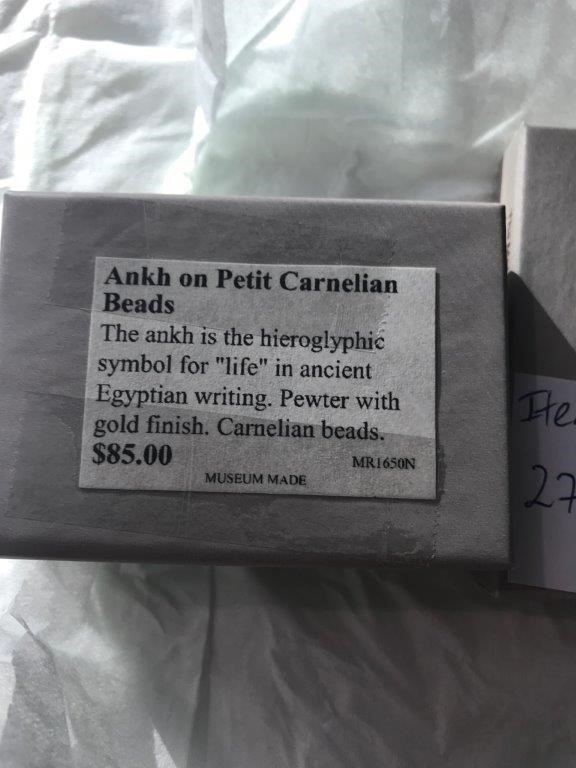 Ankh on Petit Carnelian
Beads
The ankh is the hieroglyphic
symbol for "life" in ancient
Egyptian writing. Pewter with
gold finish. Carnelian beads.
$85.00
MR1650N
MUSEUM MADE
27